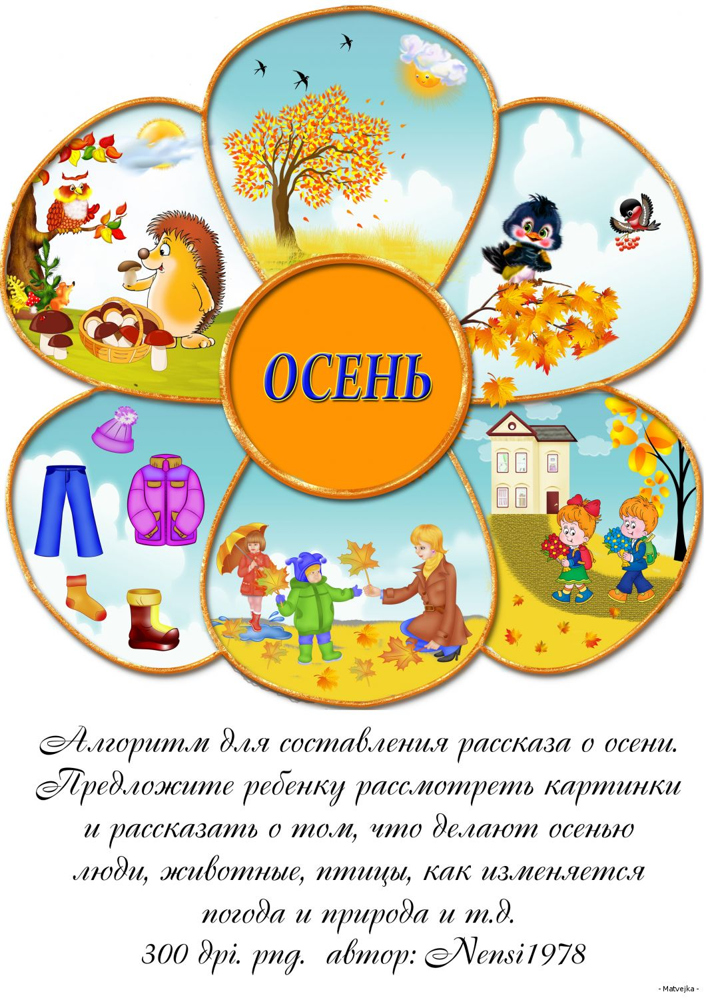 ОСЕНЬ
Алгоритм для составления рассказа о осени.
Предложите ребенку рассмотреть картинки
и рассказать о том, что делают осенью
люди, животные, птицы, как изменяется
погода и природа и т.д.
300 dpi. png. автор: Nensi1978
- Matvejka -